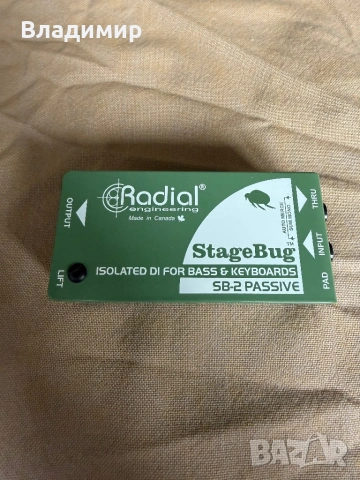 Владимир
Radial®
engineering
Made in Canada
StageBug
ISOLATED DI FOR BASS & KEYBOARDS
SB-2 PASSIVE
OUTPUT
LIFT
THRU
INPUT
PAD
BAZAR